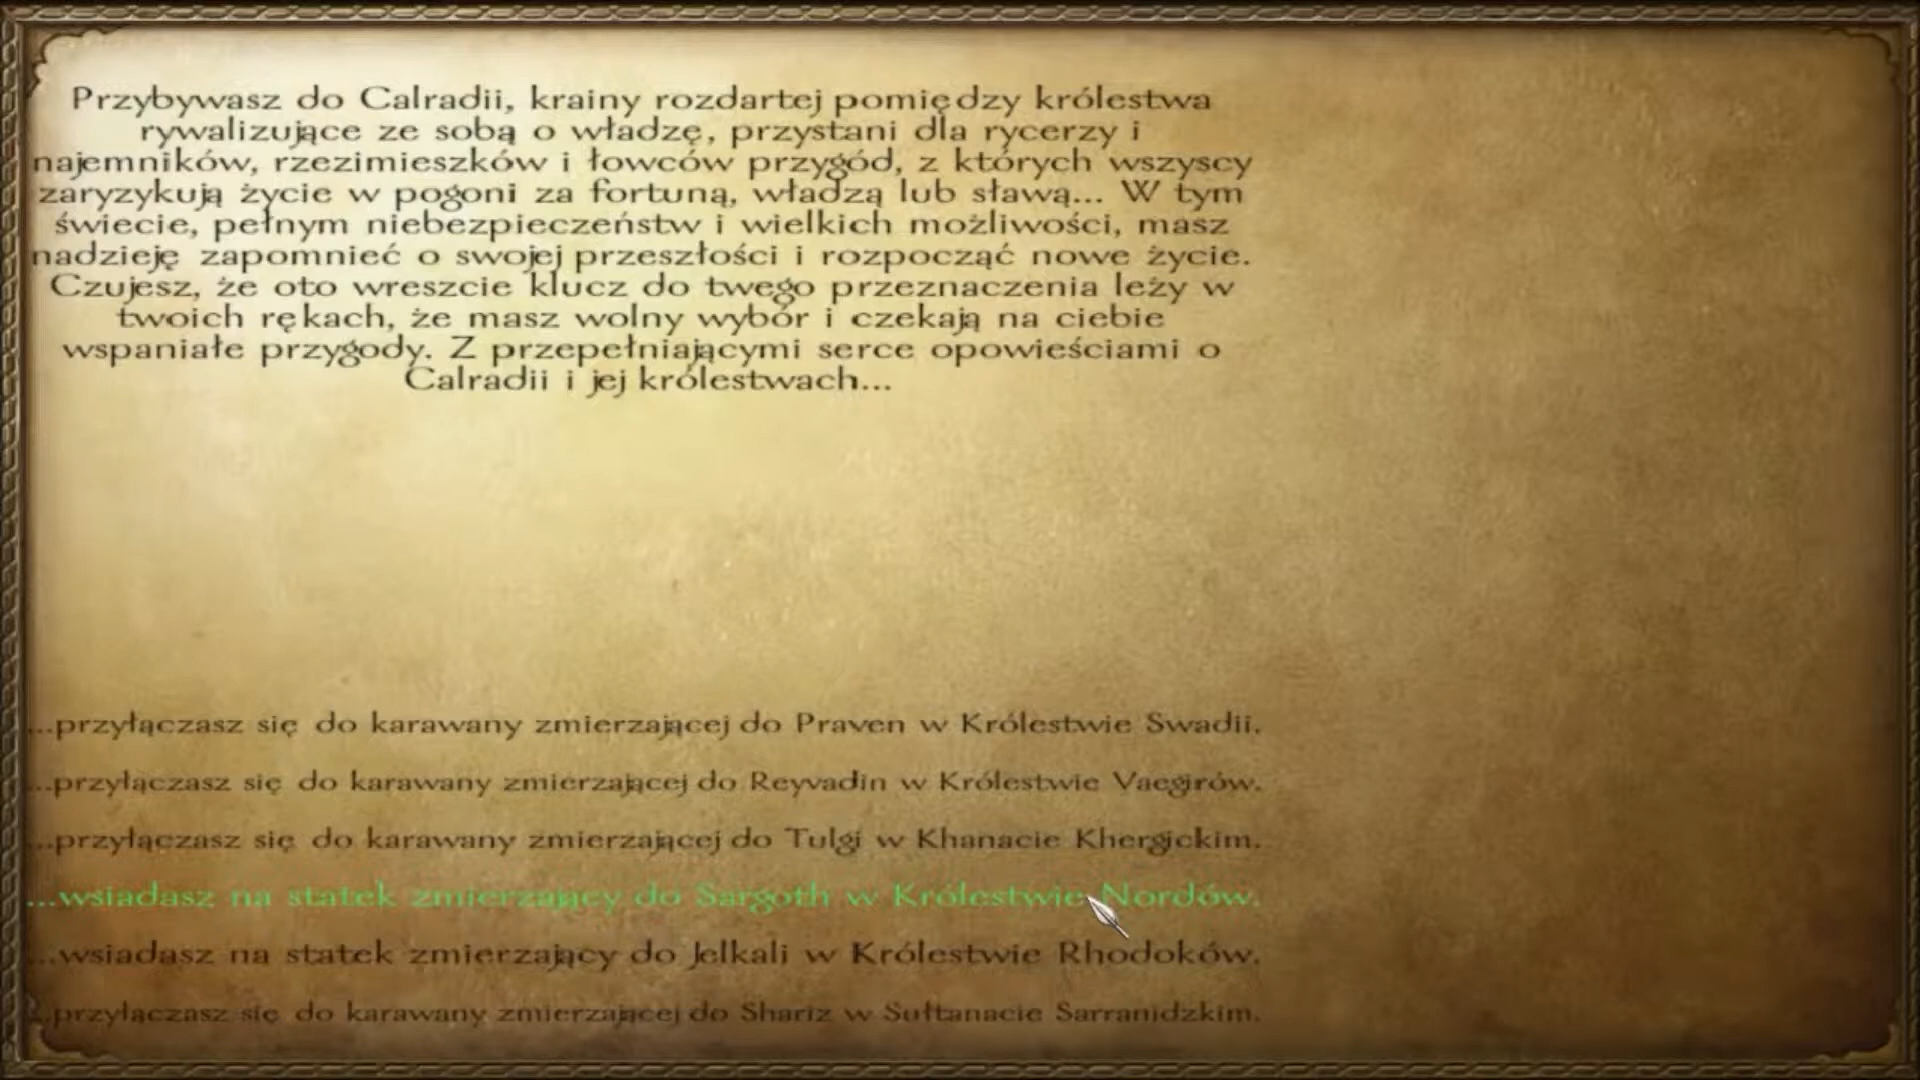 Przybywasz do Calradii, krainy rozdartej pomiędzy królestwa
rywalizujące ze sobą o władzę, przystani dla rycerzy i
najemników, rzezimieszków i łowców przygód, z których wszyscy
zaryzykują życie w pogoni za fortuną, władzą lub sławą... W tym
świecie, pełnym niebezpieczeństw i wielkich możliwości, masz
nadzieję zapomnieć o swojej przeszłości i rozpocząć nowe życie.
Czujesz, że oto wreszcie klucz do twego przeznaczenia leży w
twoich rękach, że masz wolny wybór i czekają na ciebie
wspaniałe przygody. Z przepełniającymi serce opowieściami o
Calradii i jej królestwach...
...przyłączasz się do karawany zmierzającej do Praven w Królestwie Swadii.
...przyłączasz się do karawany zmierzającej do Reyvadin w Królestwie Vaegirów.
...przyłączasz się do karawany zmierzającej do Tulgi w Khanacie Khergickim.
...wsiadasz na statek zmierzający do Sargoth w Królestwie Nordów.
...wsiadasz na statek zmierzający do Jelkali w Królestwie Rhodoków.
...przyłączasz się do karawany zmierzającej do Shariz w Sułtanacie Sarranidzkim.